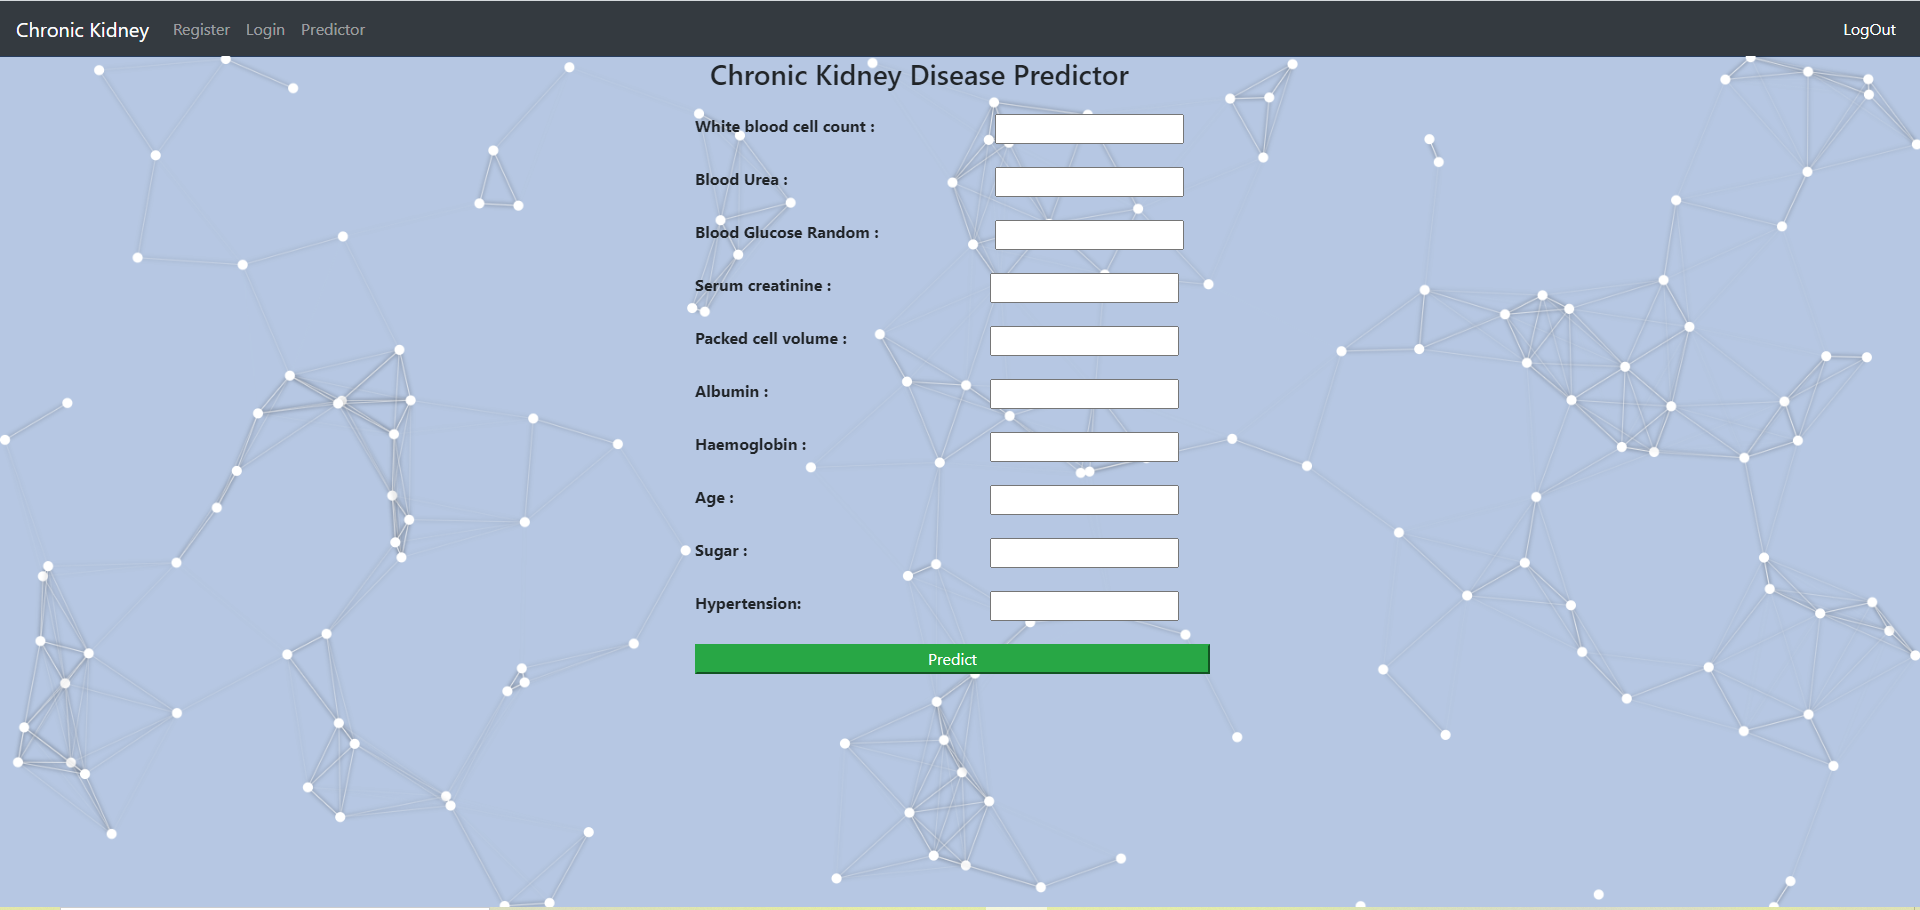 Chronic Kidney Register Login Predictor LogOut
Chronic Kidney Disease Predictor
White blood cell count :
Blood Urea :
Blood Glucose Random :
Serum creatinine :
Packed cell volume :
Albumin :
Haemoglobin :
Age :
Sugar :
Hypertension:
Predict